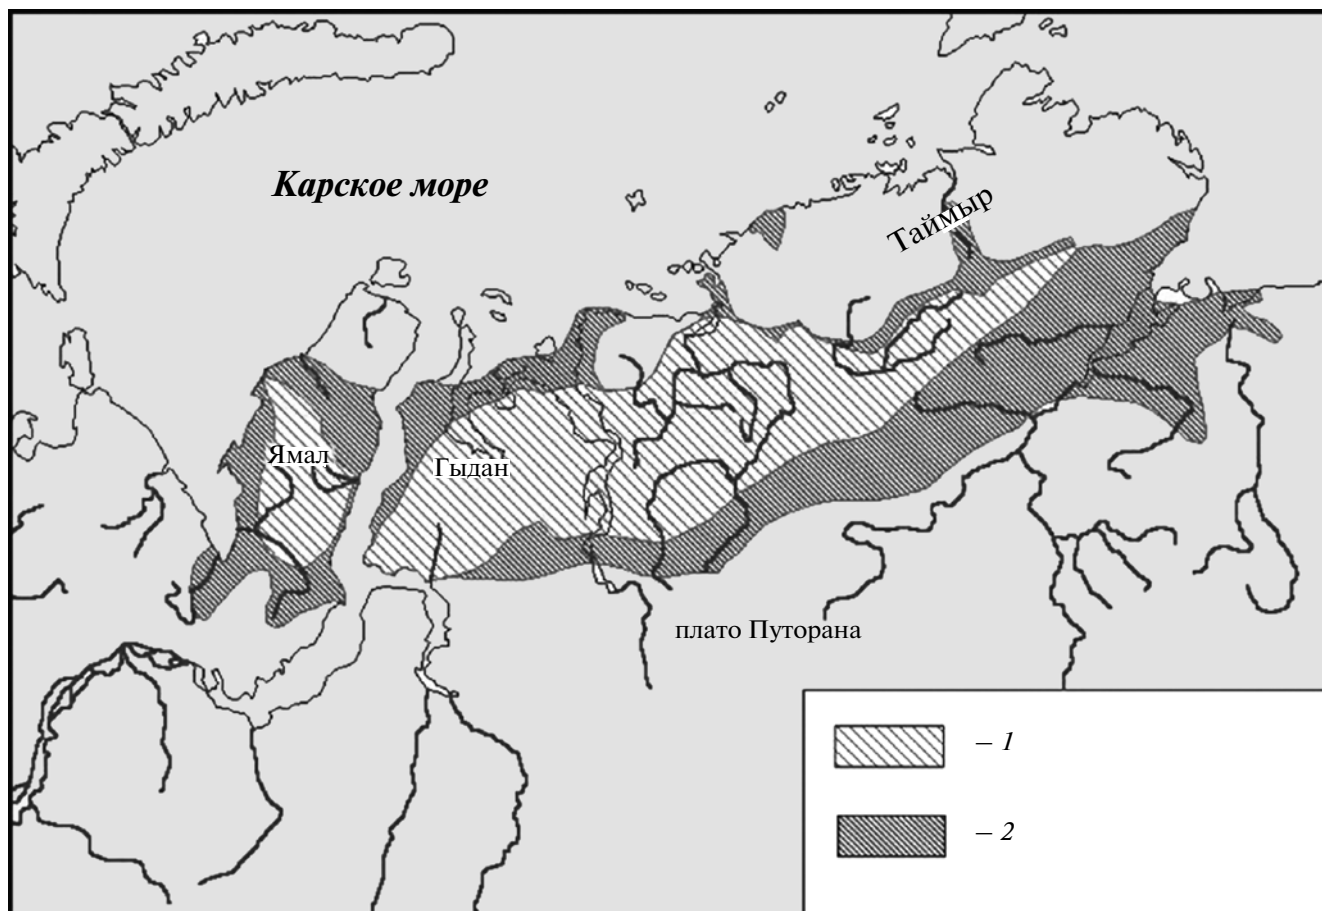 Карское море
Таймыр
Ямал
Гыдан
плато Путорана
– 1
– 2